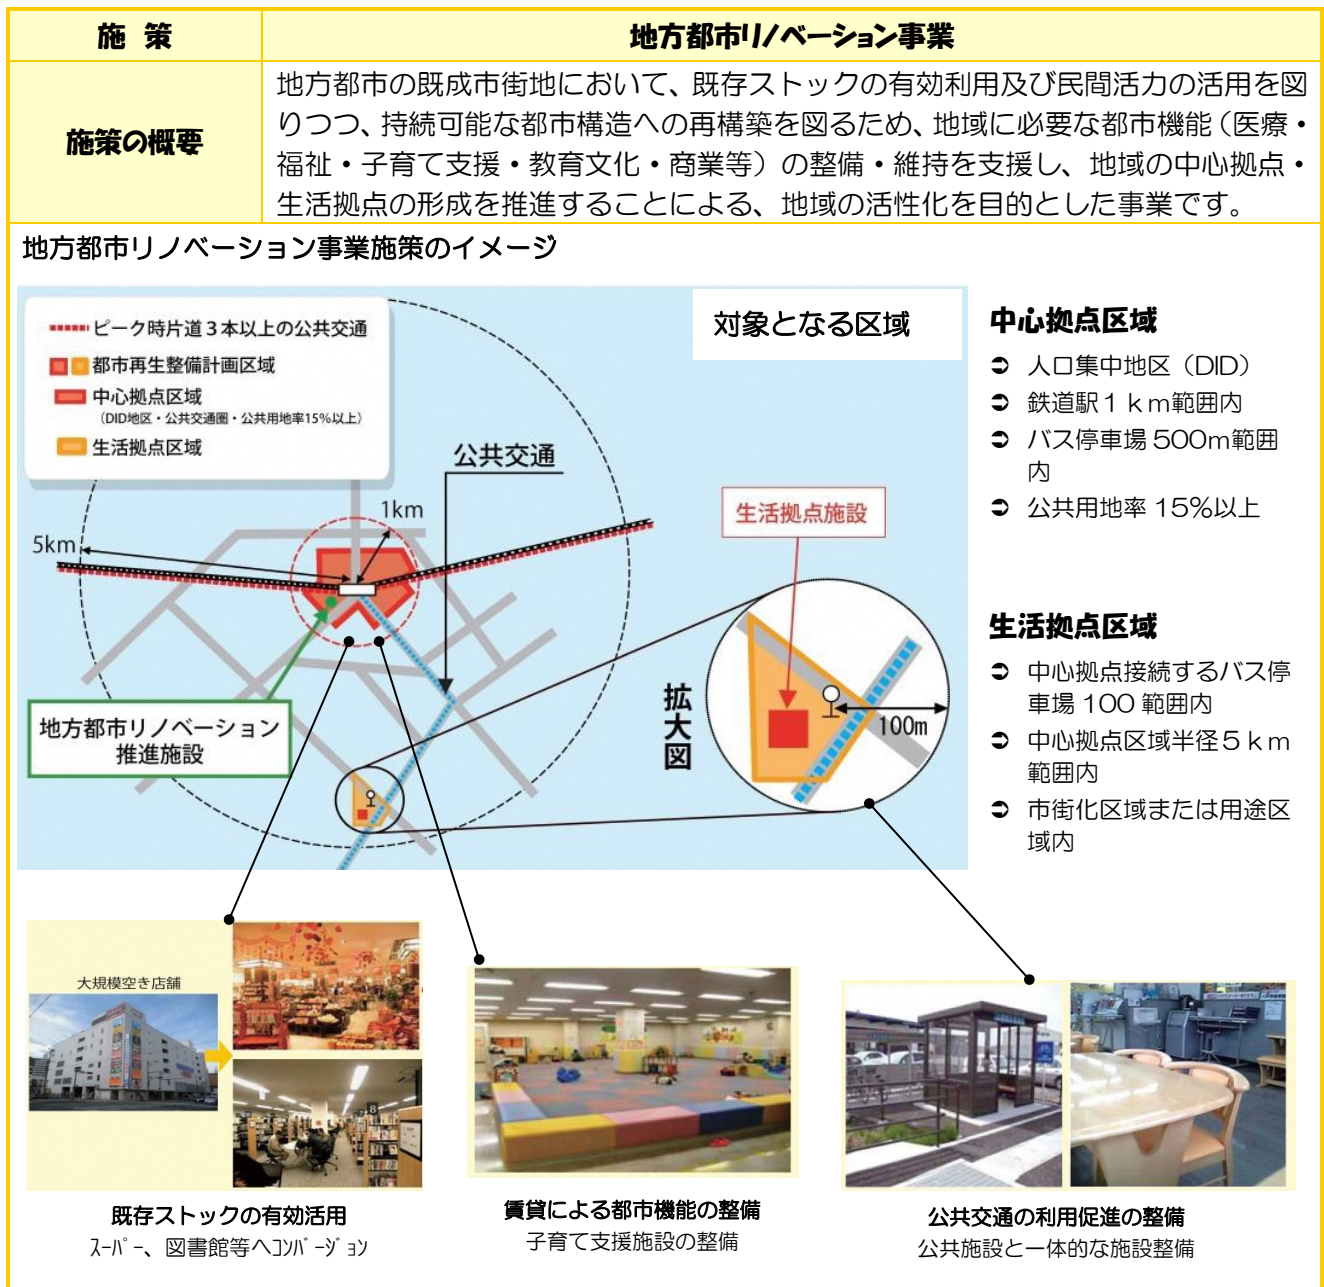 施 策
地方都市リノベーション事業
施策の概要
地方都市の既成市街地において、既存ストックの有効利用及び民間活力の活用を図
りつつ、持続可能な都市構造への再構築を図るため、地域に必要な都市機能（医療・
福祉・子育て支援・教育文化・商業等）の整備・維持を支援し、地域の中心拠点・
生活拠点の形成を推進することによる、地域の活性化を目的とした事業です。
地方都市リノベーション事業施策のイメージ
ピーク時片道３本以上の公共交通
都市再生整備計画区域
中心拠点区域
（DID地区・公共交通圏・公共用地率15%以上）
生活拠点区域
対象となる区域
公共交通
1km
5km
生活拠点施設
拡大図
100m
地方都市リノベーション
推進施設
中心拠点区域
➲ 人口集中地区（DID）
➲ 鉄道駅１ｋｍ範囲内
➲ バス停車場 500ｍ範囲
内
➲ 公共用地率 15％以上
生活拠点区域
➲ 中心拠点接続するバス停
車場 100 範囲内
➲ 中心拠点区域半径５ｋｍ
範囲内
➲ 市街化区域または用途区
域内
大規模空き店舗
8
既存ストックの有効活用
ｽｰﾊﾟｰ、図書館等へｺﾝﾊﾞｰｼﾞｮﾝ
賃貸による都市機能の整備
子育て支援施設の整備
公共交通の利用促進の整備
公共施設と一体的な施設整備